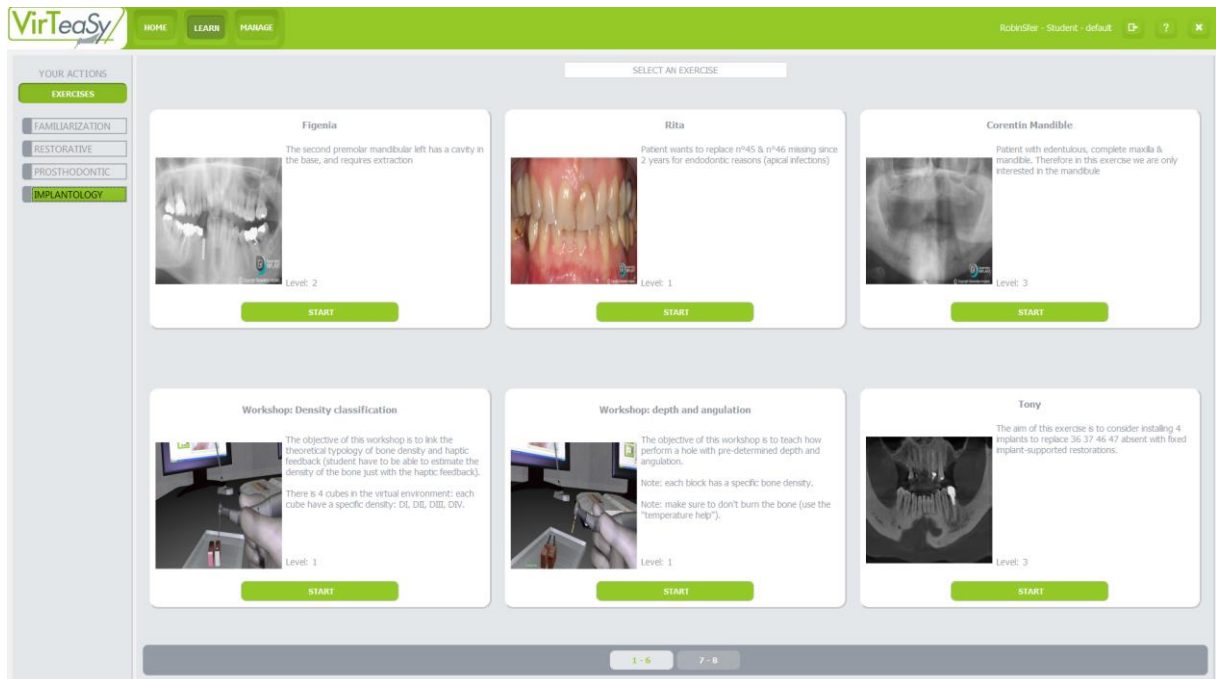 VirTeaSy
HOME
LEARN
MANAGE
RobinSfer - Student - default
?
YOUR ACTIONS
EXERCISES
FAMILIARIZATION
RESTORATIVE
PROSTHODONTIC
IMPLANTOLOGY
SELECT AN EXERCISE
Figenia
The second premolar mandibular left has a cavity in
the base, and requires extraction
Level: 2
START
Rita
Patient wants to replace n°45 & n°46 missing since
2 years for endodontic reasons (apical infections)
Level: 1
START
Corentin Mandible
Patient with edentulous, complete maxilla &
mandible. Therefore in this exercise we are only
interested in the mandibule
Level: 3
START
Workshop: Density classification
The objective of this workshop is to link the
theoretical typology of bone density and haptic
feedback (student have to be able to estimate the
density of the bone just with the haptic feedback).
There is 4 cubes in the virtual environment: each
cube have a specific density: DI, DII, DIII, DIV.
Level: 1
START
Workshop: depth and angulation
The objective of this workshop is to teach how
perform a hole with pre-determined depth and
angulation.
Note: each block has a specific bone density.
Note: make sure to don't burn the bone (use the
"temperature help").
Level: 1
START
Tony
The aim of this exercise is to consider installing 4
implants to replace 36 37 46 47 absent with fixed
implant-supported restorations.
Level: 3
START
1 - 6
7 - 8